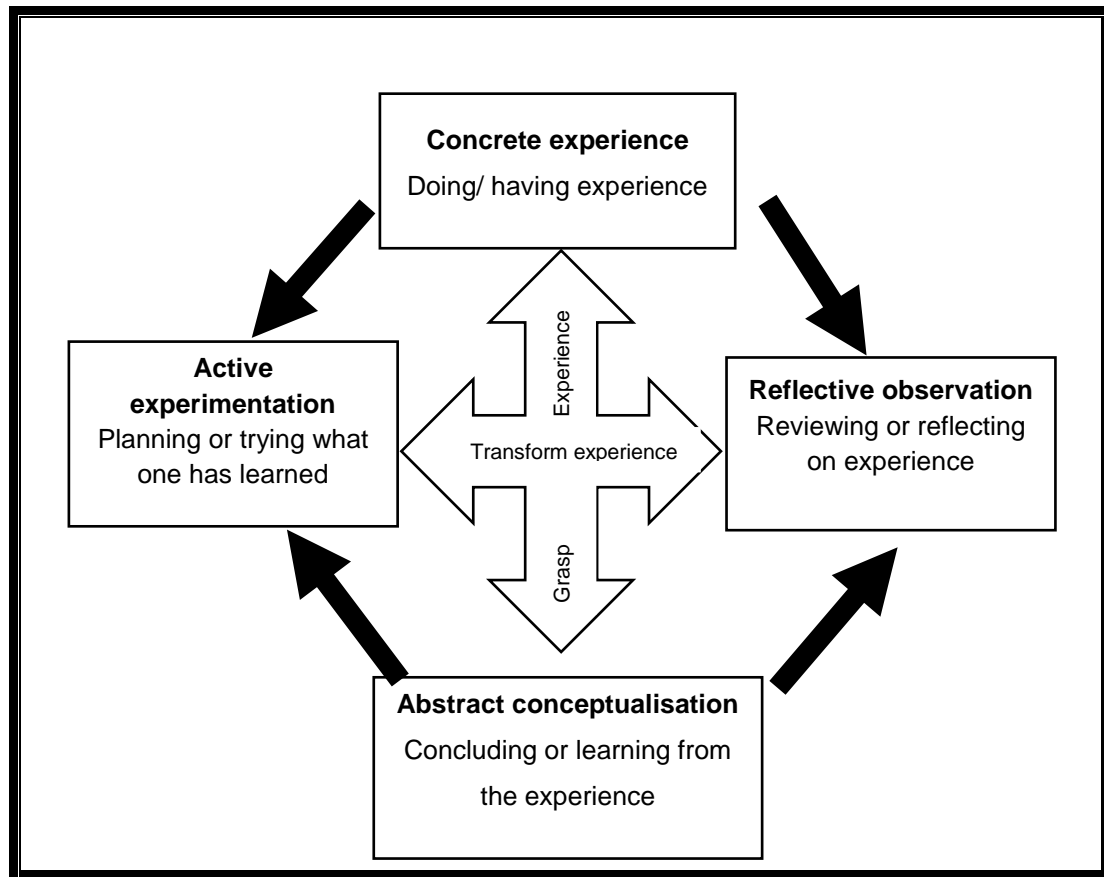 Concrete experience
Doing/ having experience
Active
experimentation
Planning or trying what
one has learned
Experience
Transform experience
Grasp
Reflective observation
Reviewing or reflecting
on experience
Abstract conceptualisation
Concluding or learning from
the experience